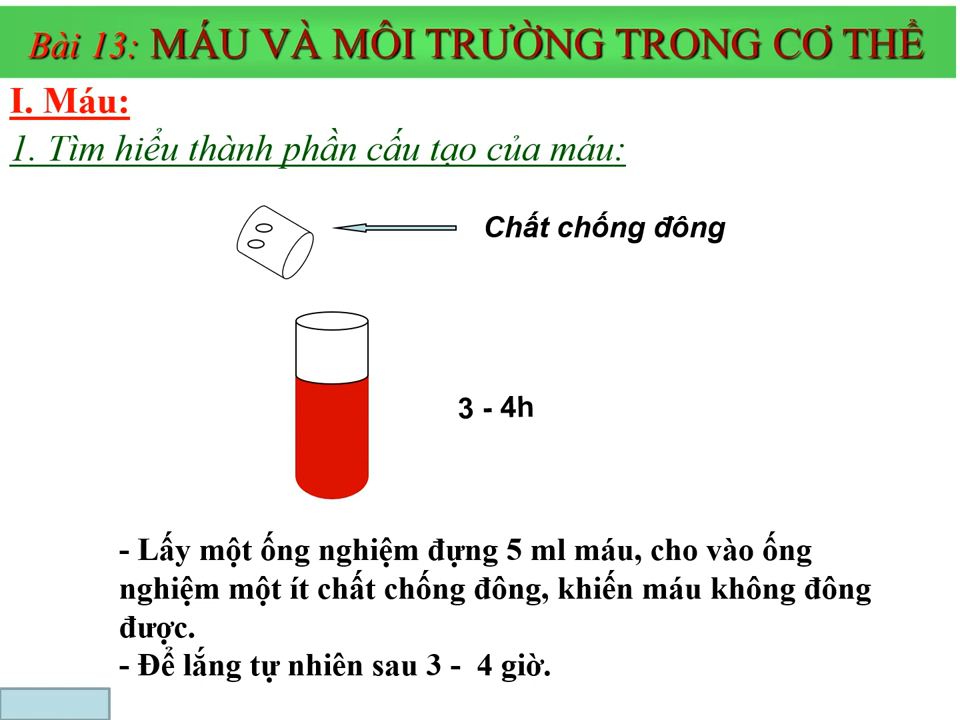 Bài 13: MÁU VÀ MÔI TRƯỜNG TRONG CƠ THỂ
I. Máu:
1. Tìm hiểu thành phần cấu tạo của máu:
Chất chống đông
3 - 4h
- Lấy một ống nghiệm đựng 5 ml máu, cho vào ống
nghiệm một ít chất chống đông, khiến máu không đông
được.
- Để lắng tự nhiên sau 3 - 4 giờ.